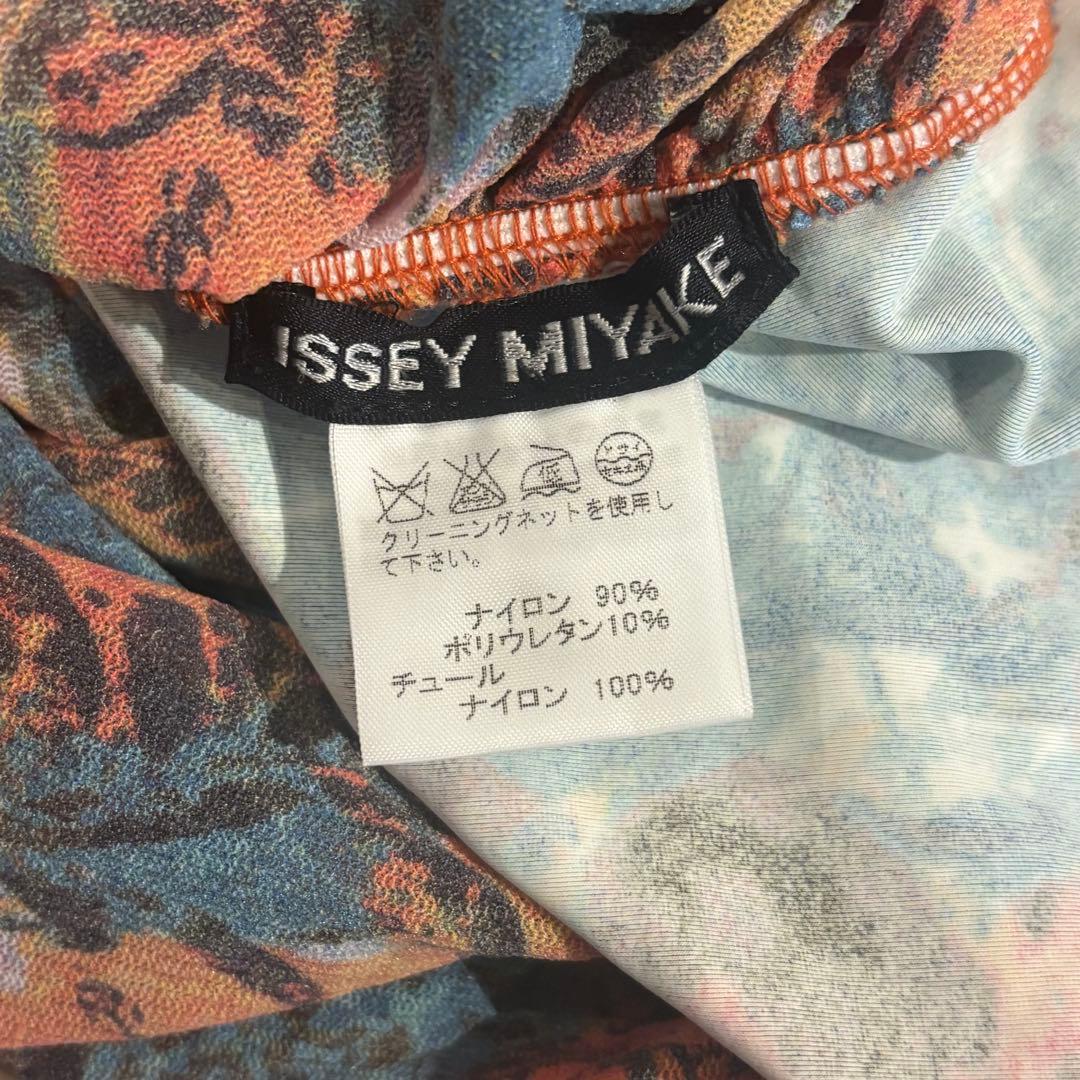 ISSEY MIYAKE
低
クリーニングネットを使用し
て下さい。
ナイロン 90%
ポリウレタン10%
チュール
ナイロン 100%